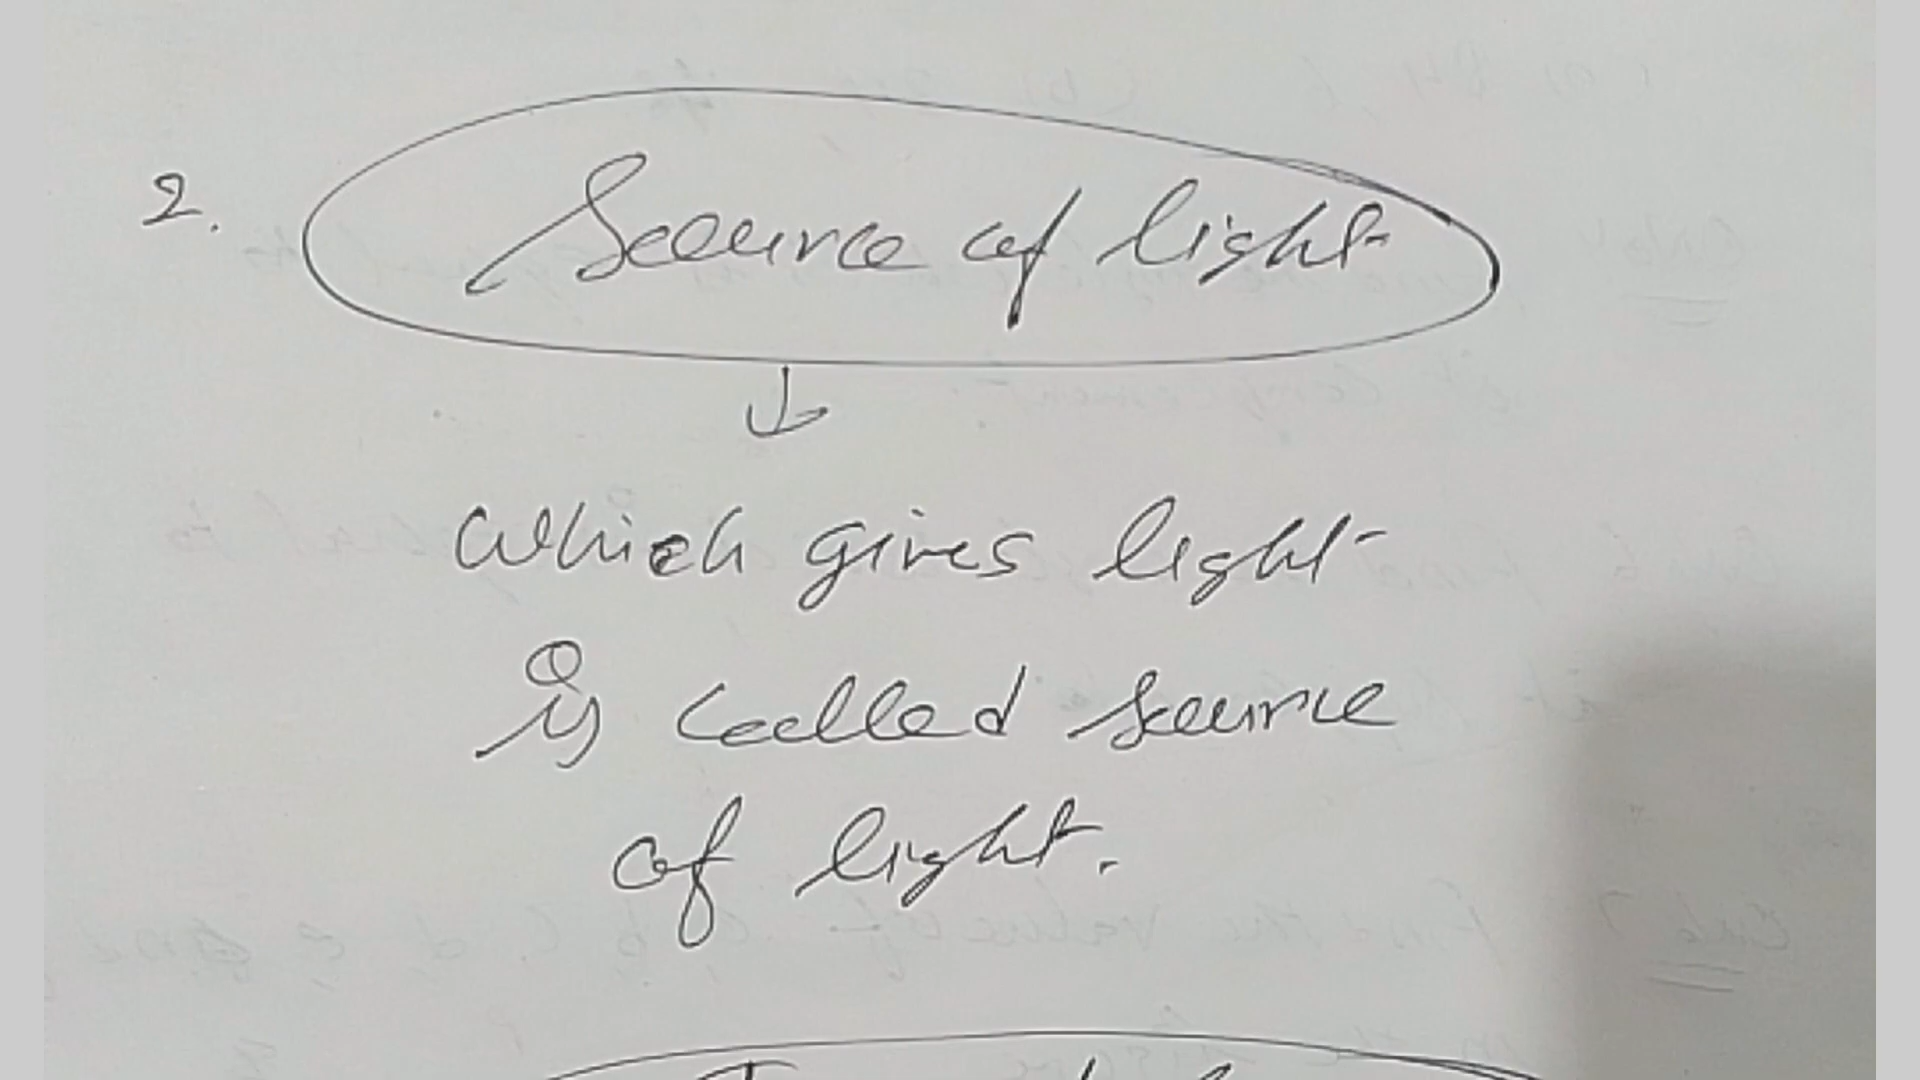 2. Source of light
Which gives light
is called source
of light.